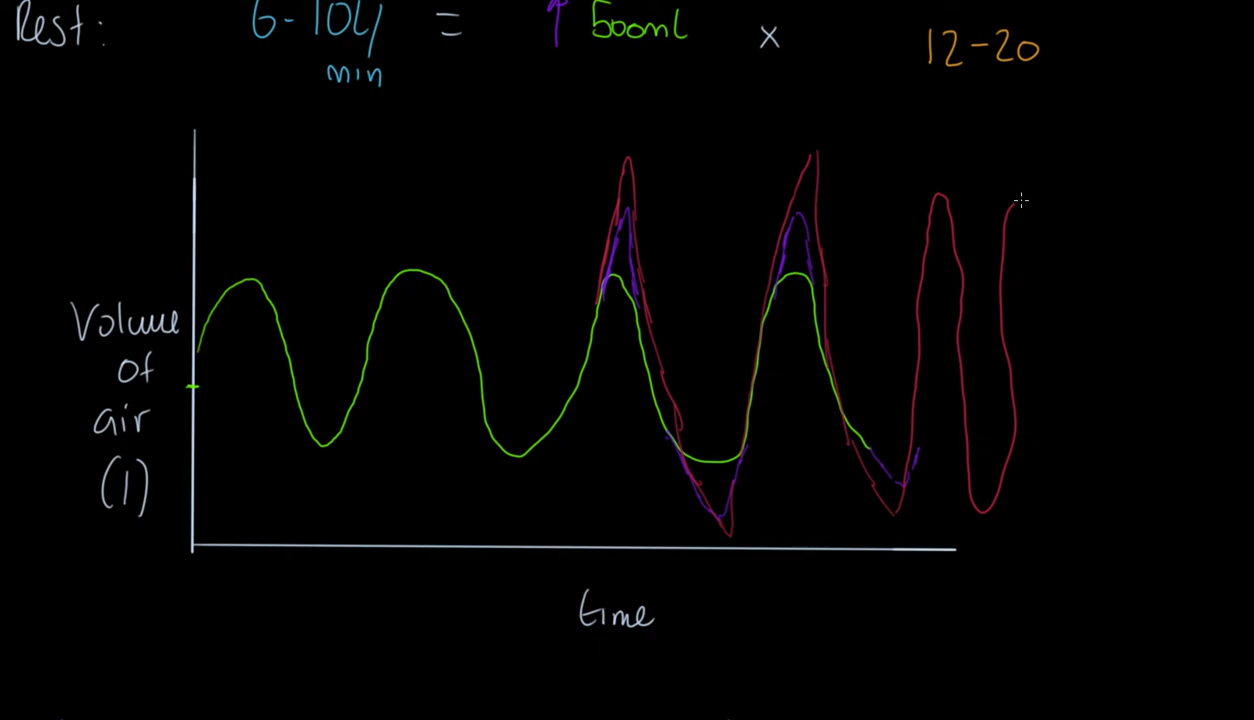 Rest: 6-10L/ = ↑ 500ml x 12-20
min
Volume
of
air
(l)
time